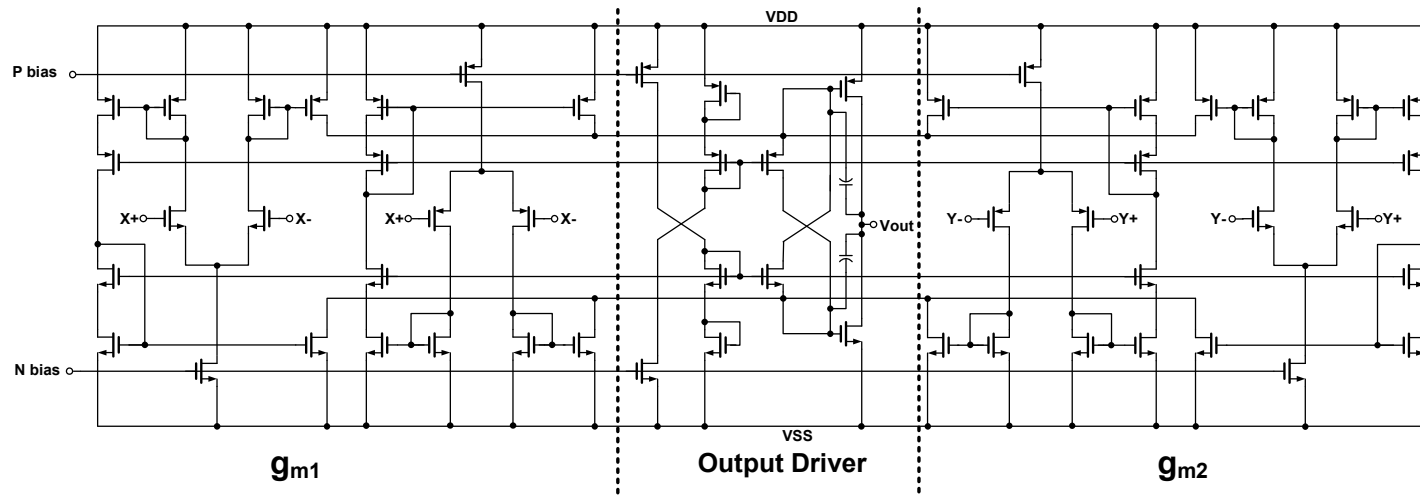 VDD
P bias
X+
X-
X+
X-
Vout
Y-
Y+
Y-
Y+
N bias
VSS
gm1
Output Driver
gm2